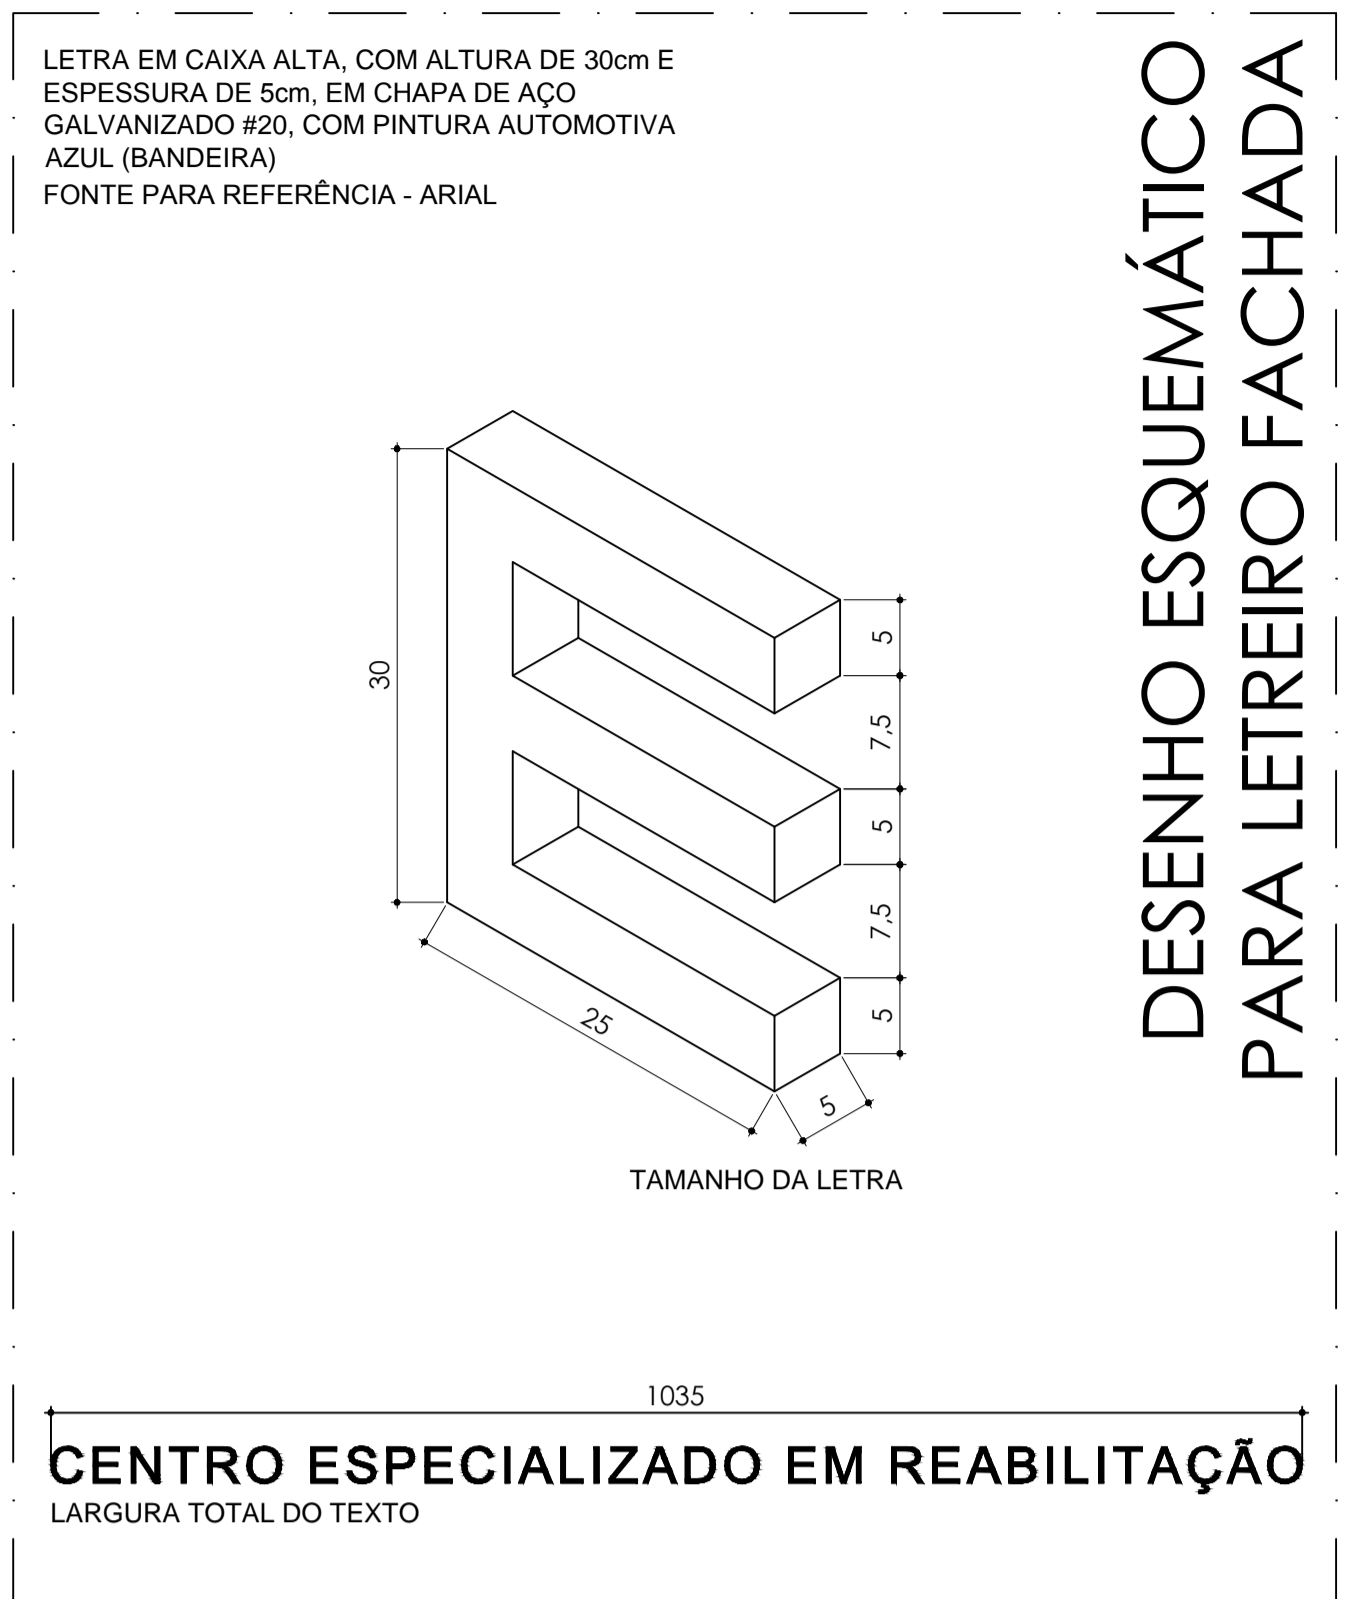 LETRA EM CAIXA ALTA, COM ALTURA DE 30cm E
ESPESSURA DE 5cm, EM CHAPA DE AÇO
GALVANIZADO #20, COM PINTURA AUTOMOTIVA
AZUL (BANDEIRA)
FONTE PARA REFERÊNCIA - ARIAL
DESENHO ESQUEMÁTICO
PARA LETREIRO FACHADA
30
5
7,5
5
7,5
5
25
5
TAMANHO DA LETRA
1035
CENTRO ESPECIALIZADO EM REABILITAÇÃO
LARGURA TOTAL DO TEXTO